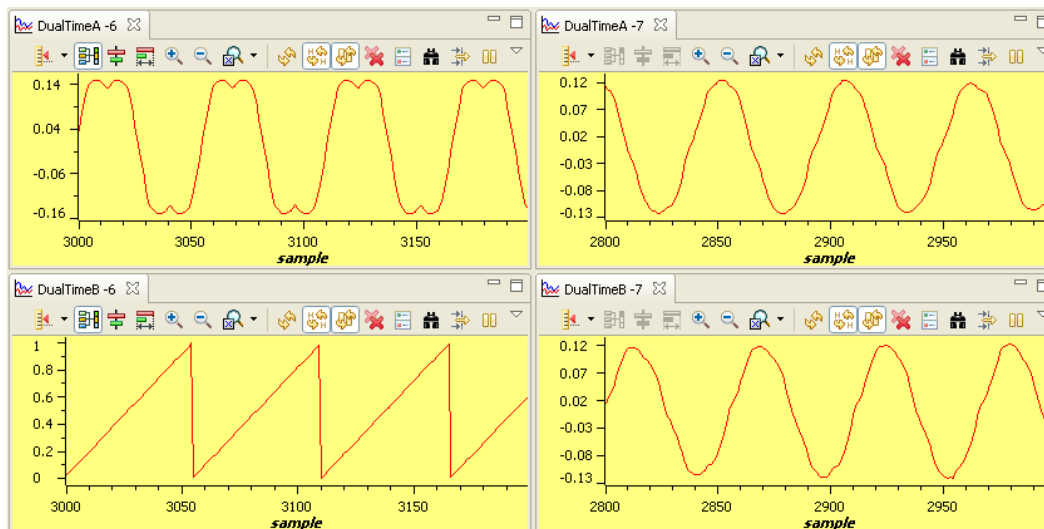 DualTimeA -6
0.14
0.04
-0.06
-0.16
3000 3050 3100 3150
sample
DualTimeA -7
0.12
0.07
0.02
-0.03
-0.08
-0.13
2800 2850 2900 2950
sample
DualTimeB -6
1
0.8
0.6
0.4
0.2
0
3000 3050 3100 3150
sample
DualTimeB -7
0.12
0.07
0.02
-0.03
-0.08
-0.13
2800 2850 2900 2950
sample